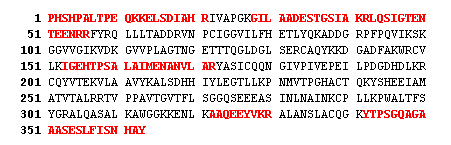 1 PHSHPALTPE QKKELSDIAH RIVAPGKGIL AADESTGSIA KRLQSIGTEN
51 TEENRRFYRQ LLLTADDRVN PCIGGVILFH ETLYQKADDG RPFPQVIKSK
101 GGVVGIKVDK GVVPLAGTNG ETTTQGLDGL SERCAQYKKD GADFAKWRCV
151 LKIGEHTPSA LAIMENANVL ARYASICQQN GIVPIVEPEI LPDGDHDLKR
201 CQYVTEKVLA AVYKALSDHH IYLEGTLLKP NMVTPGHACT QKYSHEEIAM
251 ATVTALRRTV PPAVTGVTFL SGGQSEEEAS INLNAINKCP LLKPWALTFS
301 YGRALQASAL KAWGGKKENL KAAQEEYVKR ALANSLACQG KYTPSGQAGA
351 AASESLFISN HAY